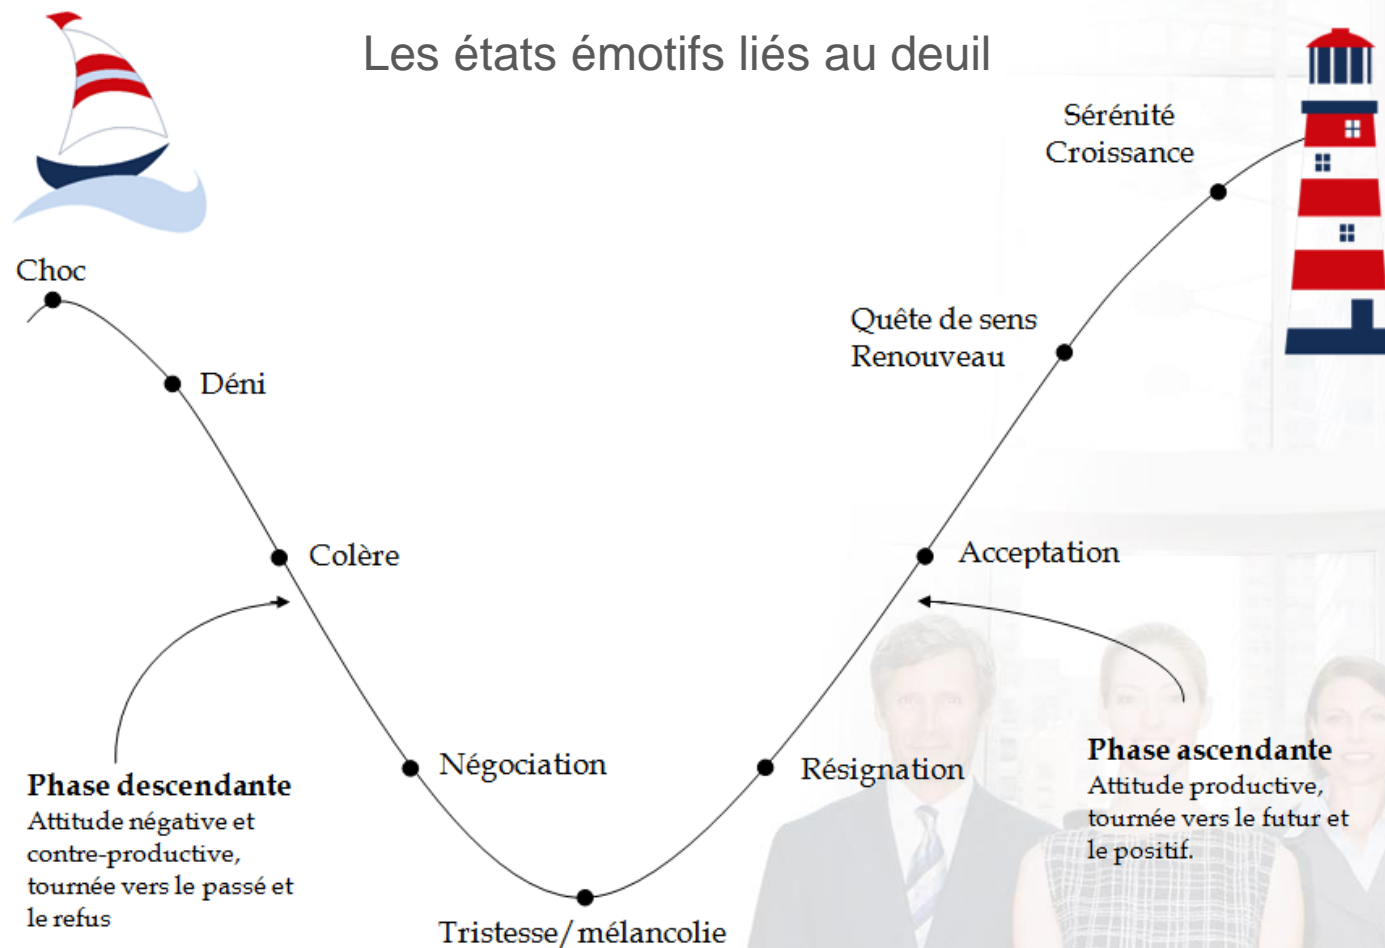 Les états émotifs liés au deuil
Sérénité
Croissance
Choc
Quête de sens
Renouveau
Déni
Colère
Acceptation
Négociation
Résignation
Phase descendante
Attitude négative et
contre-productive,
tournée vers le passé et
le refus
Phase ascendante
Attitude productive,
tournée vers le futur et
le positif.
Tristesse/mélancolie